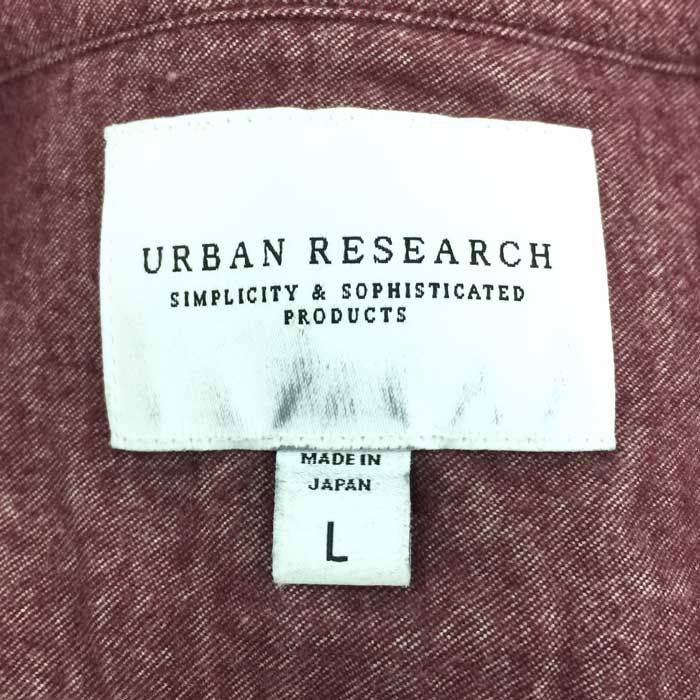 URBAN RESEARCH
SIMPLICITY & SOPHISTICATED
PRODUCTS
MADE IN
JAPAN
L